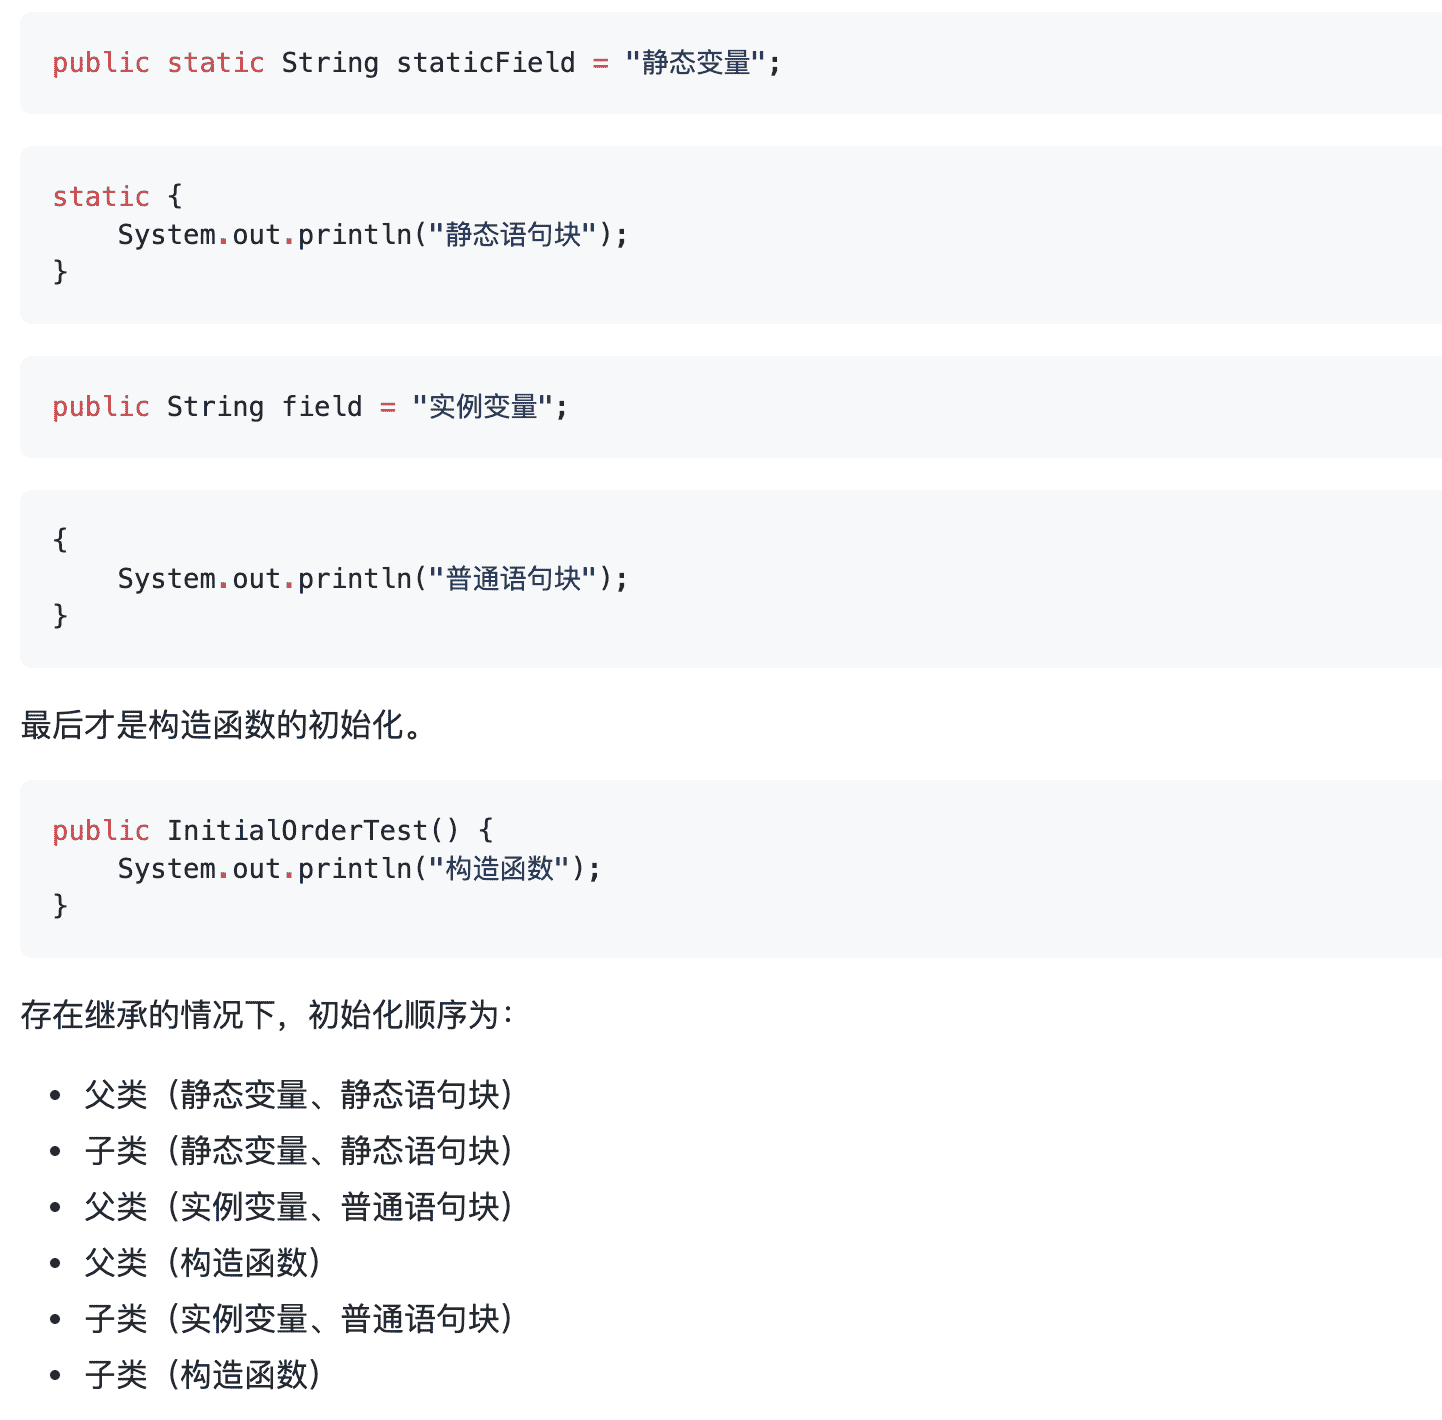 public static String staticField = "静态变量";
static {
    System.out.println("静态语句块");
}
public String field = "实例变量";
{
    System.out.println("普通语句块");
}
最后才是构造函数的初始化。
public InitialOrderTest() {
    System.out.println("构造函数");
}
存在继承的情况下，初始化顺序为：
• 父类（静态变量、静态语句块）
• 子类（静态变量、静态语句块）
• 父类（实例变量、普通语句块）
• 父类（构造函数）
• 子类（实例变量、普通语句块）
• 子类（构造函数）